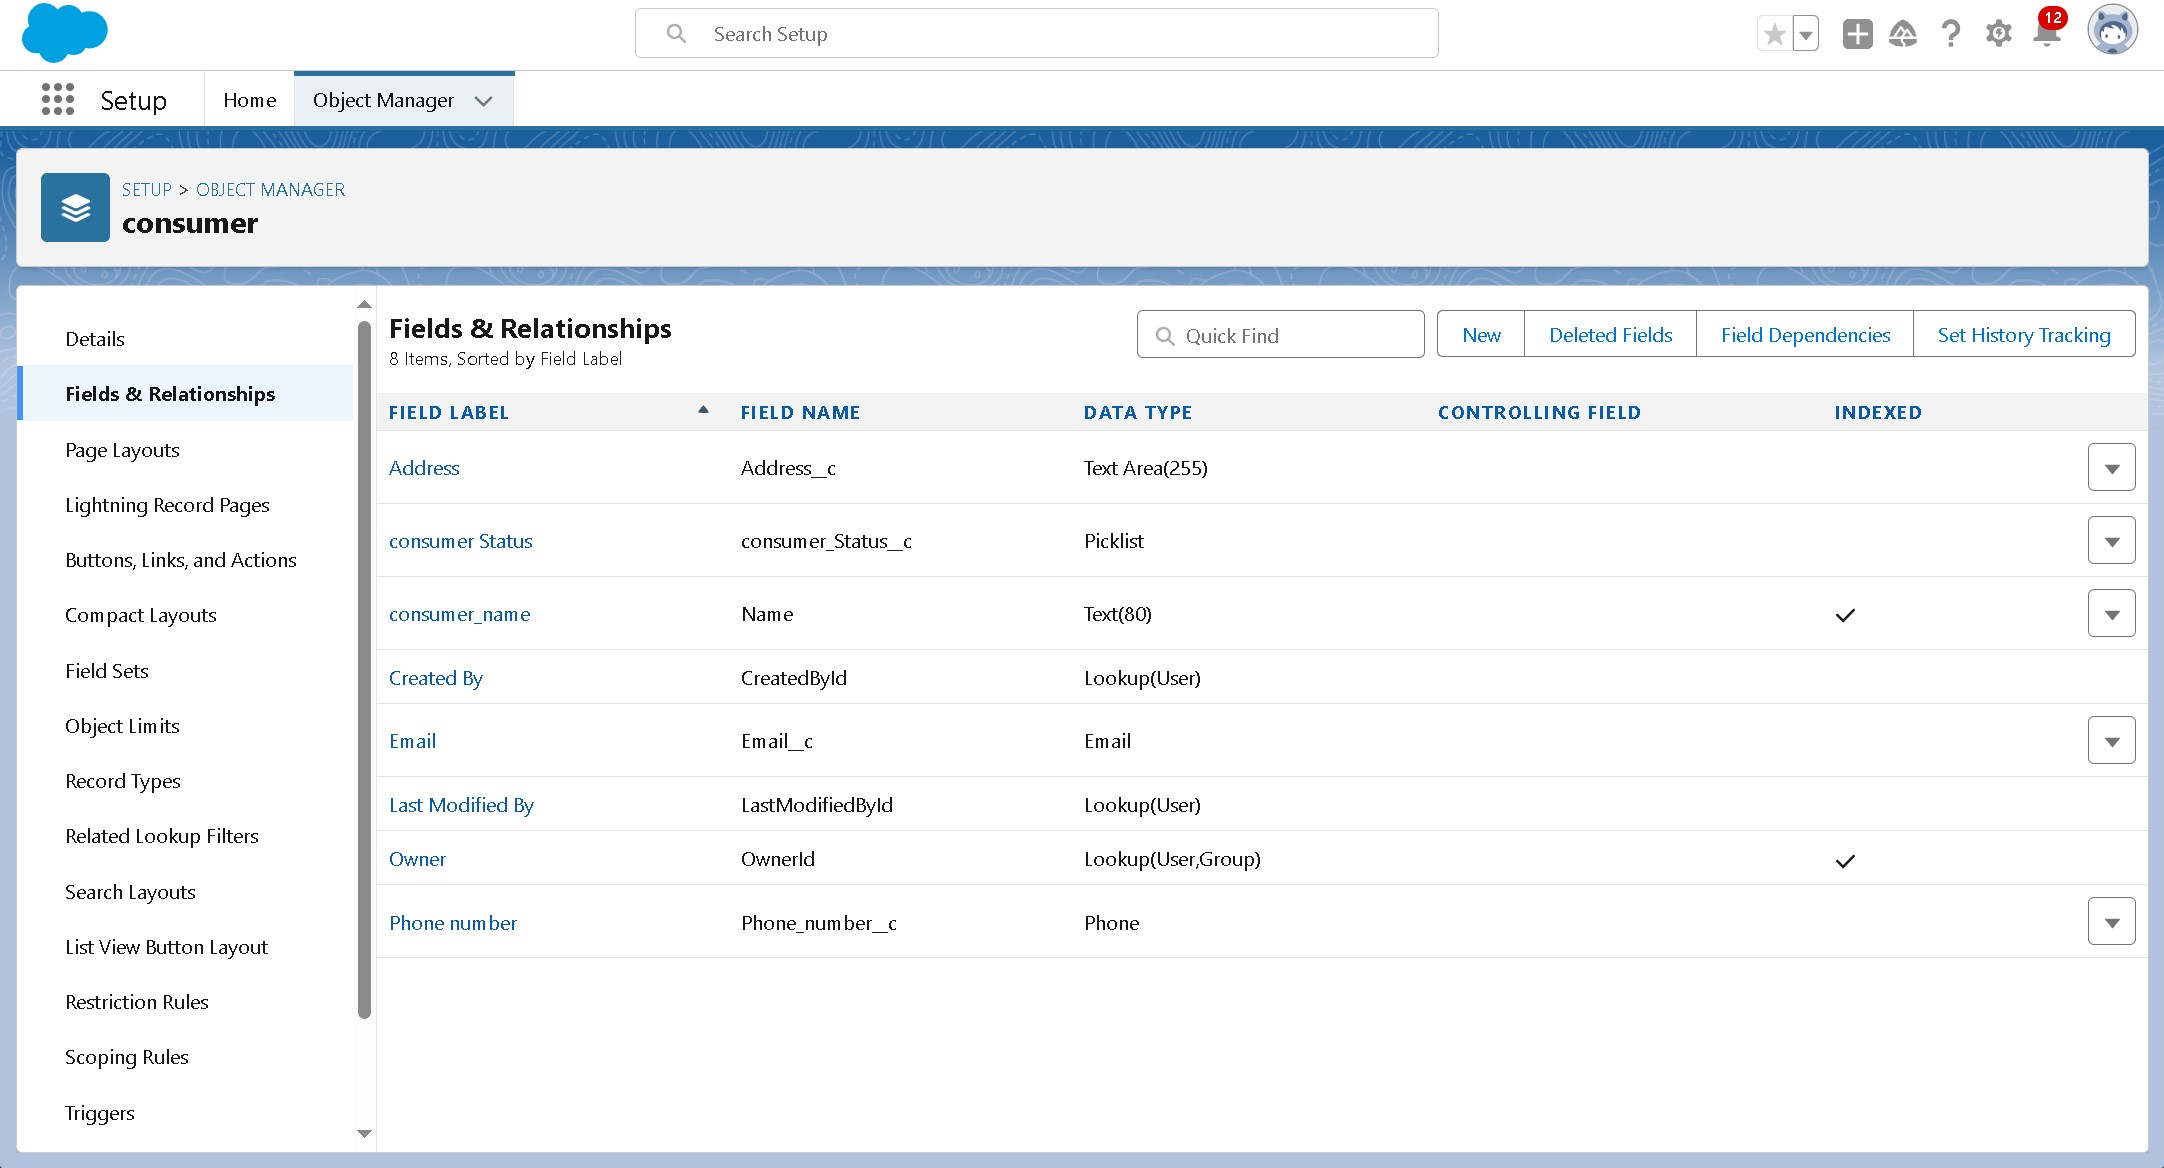 Search Setup
12
Setup
Home
Object Manager
SETUP > OBJECT MANAGER
consumer
Details
Fields & Relationships
Page Layouts
Lightning Record Pages
Buttons, Links, and Actions
Compact Layouts
Field Sets
Object Limits
Record Types
Related Lookup Filters
Search Layouts
List View Button Layout
Restriction Rules
Scoping Rules
Triggers
Fields & Relationships
8 Items, Sorted by Field Label
Quick Find
New
Deleted Fields
Field Dependencies
Set History Tracking
FIELD LABEL FIELD NAME DATA TYPE CONTROLLING FIELD INDEXED
Address Address__c Text Area(255)
consumer Status consumer_Status__c Picklist
consumer_name Name Text(80)
Created By CreatedById Lookup(User)
Email Email__c Email
Last Modified By LastModifiedById Lookup(User)
Owner OwnerId Lookup(User,Group)
Phone number Phone_number__c Phone